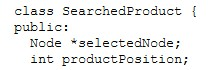 class SearchedProduct {
public:
  Node *selectedNode;
  int productPosition;